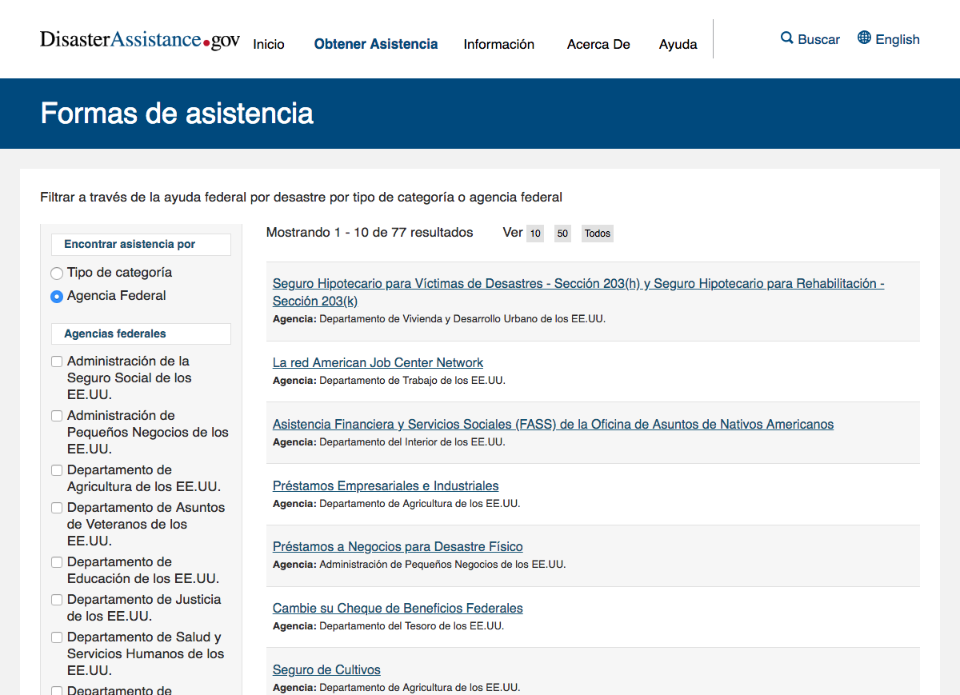 DisasterAssistance.gov
Inicio
Obtener Asistencia
Información
Acerca De
Ayuda
Buscar
English
Formas de asistencia
Filtrar a través de la ayuda federal por desastre por tipo de categoría o agencia federal
Encontrar asistencia por
Tipo de categoría
Agencia Federal
Agencias federales
Administración de la
Seguro Social de los
EE.UU.
Administración de
Pequeños Negocios de los
EE.UU.
Departamento de
Agricultura de los EE.UU.
Departamento de Asuntos
de Veteranos de los
EE.UU.
Departamento de
Educación de los EE.UU.
Departamento de Justicia
de los EE.UU.
Departamento de Salud y
Servicios Humanos de los
EE.UU.
Departamento de
Mostrando 1 - 10 de 77 resultados
Ver 10 50 Todos
Seguro Hipotecario para Víctimas de Desastres - Sección 203(h) y Seguro Hipotecario para Rehabilitación -
Sección 203(k)
Agencia: Departamento de Vivienda y Desarrollo Urbano de los EE.UU.
La red American Job Center Network
Agencia: Departamento de Trabajo de los EE.UU.
Asistencia Financiera y Servicios Sociales (FASS) de la Oficina de Asuntos de Nativos Americanos
Agencia: Departamento del Interior de los EE.UU.
Préstamos Empresariales e Industriales
Agencia: Departamento de Agricultura de los EE.UU.
Préstamos a Negocios para Desastre Físico
Agencia: Administración de Pequeños Negocios de los EE.UU.
Cambie su Cheque de Beneficios Federales
Agencia: Departamento del Tesoro de los EE.UU.
Seguro de Cultivos
Agencia: Departamento de Agricultura de los EE.UU.